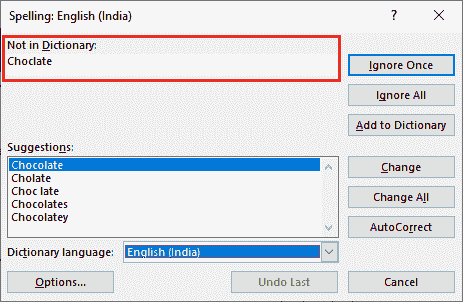 Spelling: English (India)
?
Not in Dictionary:
Choclate
Ignore Once
Ignore All
Add to Dictionary
Suggestions:
Chocolate
Cholate
Choc late
Chocolates
Chocolatey
Change
Change All
AutoCorrect
Dictionary language: English (India)
Options... Undo Last Cancel